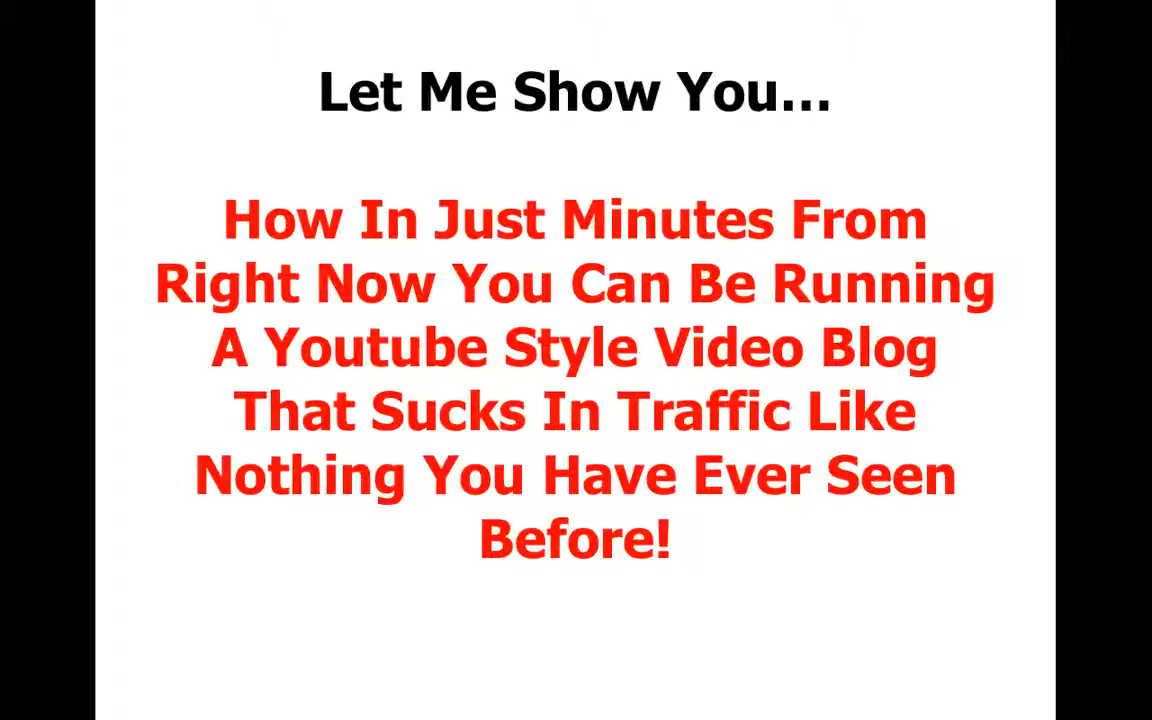 Let Me Show You...
How In Just Minutes From
Right Now You Can Be Running
A Youtube Style Video Blog
That Sucks In Traffic Like
Nothing You Have Ever Seen
Before!